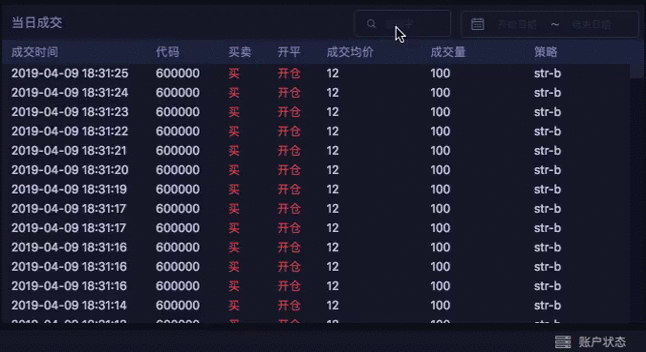 当日成交
开始日期 ~ 结束日期
成交时间 代码 买卖 开平 成交均价 成交量 策略
2019-04-09 18:31:25 600000 买 开仓 12 100 str-b
2019-04-09 18:31:24 600000 买 开仓 12 100 str-b
2019-04-09 18:31:23 600000 买 开仓 12 100 str-b
2019-04-09 18:31:22 600000 买 开仓 12 100 str-b
2019-04-09 18:31:21 600000 买 开仓 12 100 str-b
2019-04-09 18:31:20 600000 买 开仓 12 100 str-b
2019-04-09 18:31:19 600000 买 开仓 12 100 str-b
2019-04-09 18:31:17 600000 买 开仓 12 100 str-b
2019-04-09 18:31:17 600000 买 开仓 12 100 str-b
2019-04-09 18:31:16 600000 买 开仓 12 100 str-b
2019-04-09 18:31:16 600000 买 开仓 12 100 str-b
2019-04-09 18:31:16 600000 买 开仓 12 100 str-b
2019-04-09 18:31:14 600000 买 开仓 12 100 str-b
账户状态